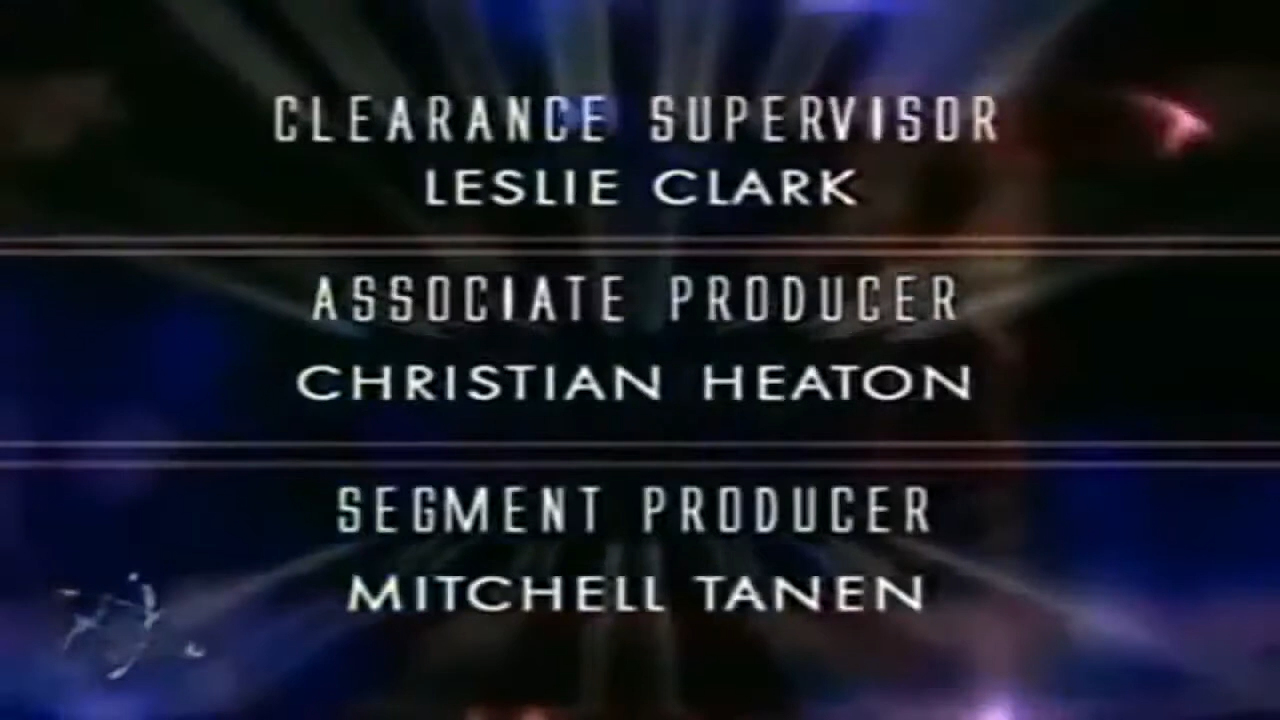 CLEARANCE SUPERVISOR
LESLIE CLARK
ASSOCIATE PRODUCER
CHRISTIAN HEATON
SEGMENT PRODUCER
MITCHELL TANEN